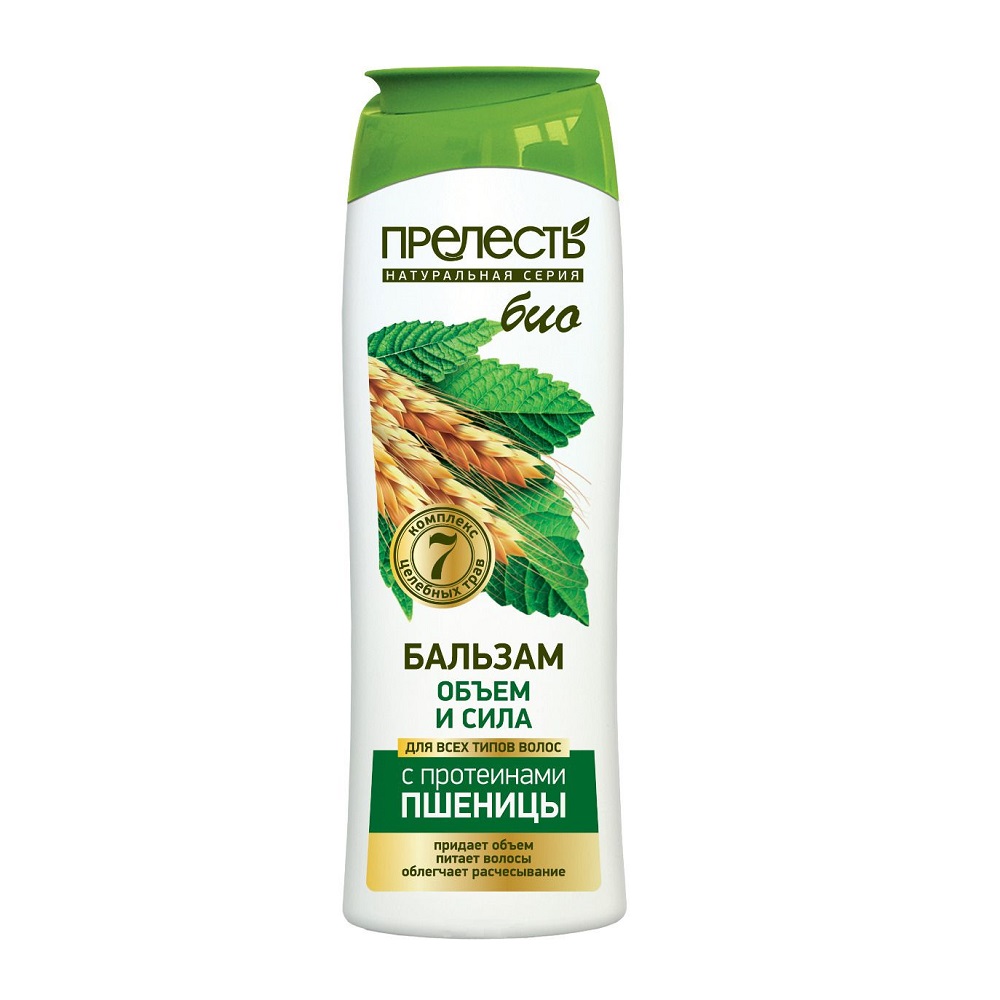 ПРЕЛЕСТЬ
НАТУРАЛЬНАЯ СЕРИЯ
био
комплекс
7
целебных трав
БАЛЬЗАМ
ОБЪЕМ
И СИЛА
ДЛЯ ВСЕХ ТИПОВ ВОЛОС
с протеинами
ПШЕНИЦЫ
придает объем
питает волосы
облегчает расчесывание